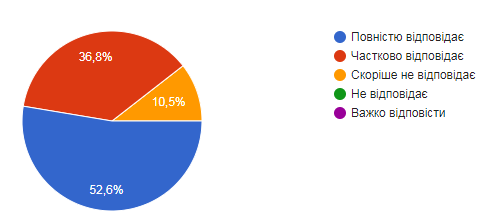 36,8%
10,5%
52,6%
Повністю відповідає
Частково відповідає
Скоріше не відповідає
Не відповідає
Важко відповісти